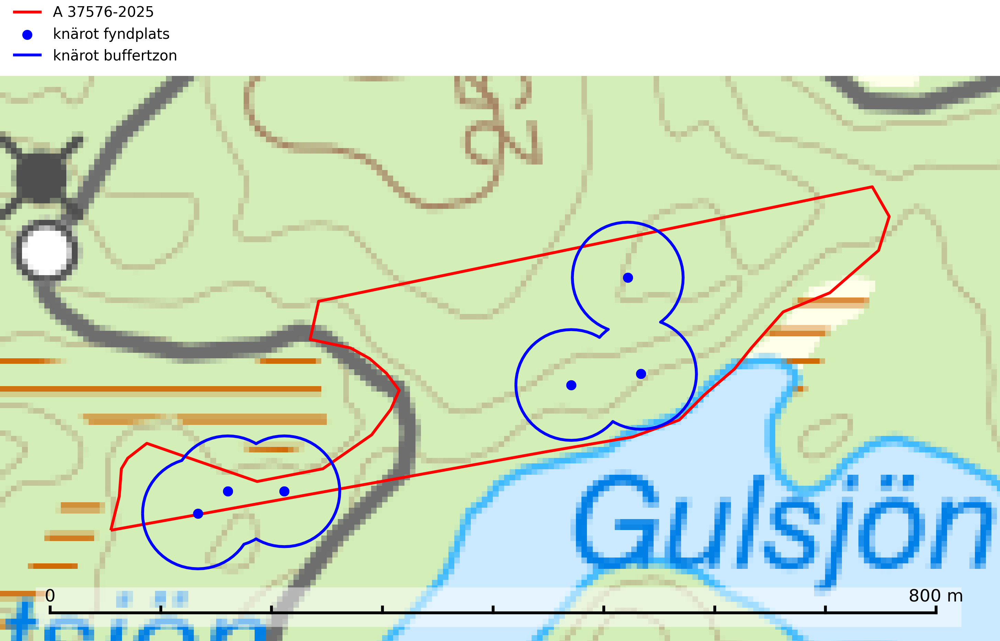 A 37576-2025
knärot fyndplats
knärot buffertzon
Gulsjön
0
800 m